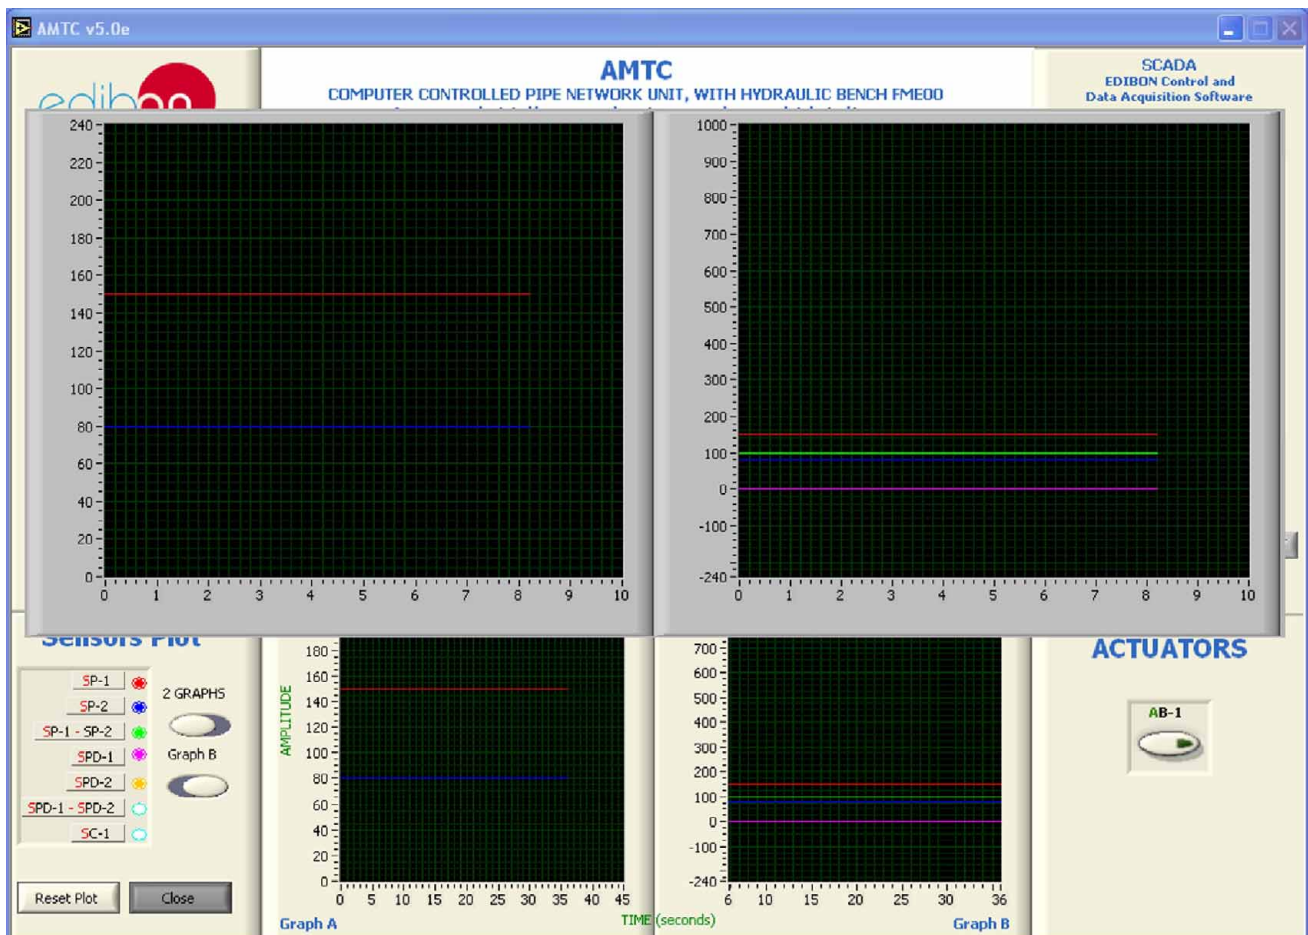 AMTC v5.0e
edibon
AMTC
COMPUTER CONTROLLED PIPE NETWORK UNIT, WITH HYDRAULIC BENCH FME00
SCADA
EDIBON Control and
Data Acquisition Software
240
220
200
180
160
140
120
100
80
60
40
20
0
0 1 2 3 4 5 6 7 8 9 10
1000
900
800
700
600
500
400
300
200
100
0
-100
-240
0 1 2 3 4 5 6 7 8 9 10
Sensors Plot
SP-1
SP-2
SP-1 - SP-2
SPD-1
SPD-2
SPD-1 - SPD-2
SC-1
2 GRAPHS
Graph B
Reset Plot
Close
AMPLITUDE
180
160
140
120
100
80
60
40
20
0
0 5 10 15 20 25 30 35 40 45
Graph A
TIME (seconds)
700
600
500
400
300
200
100
0
-100
-240
6 10 15 20 25 30 36
Graph B
ACTUATORS
AB-1